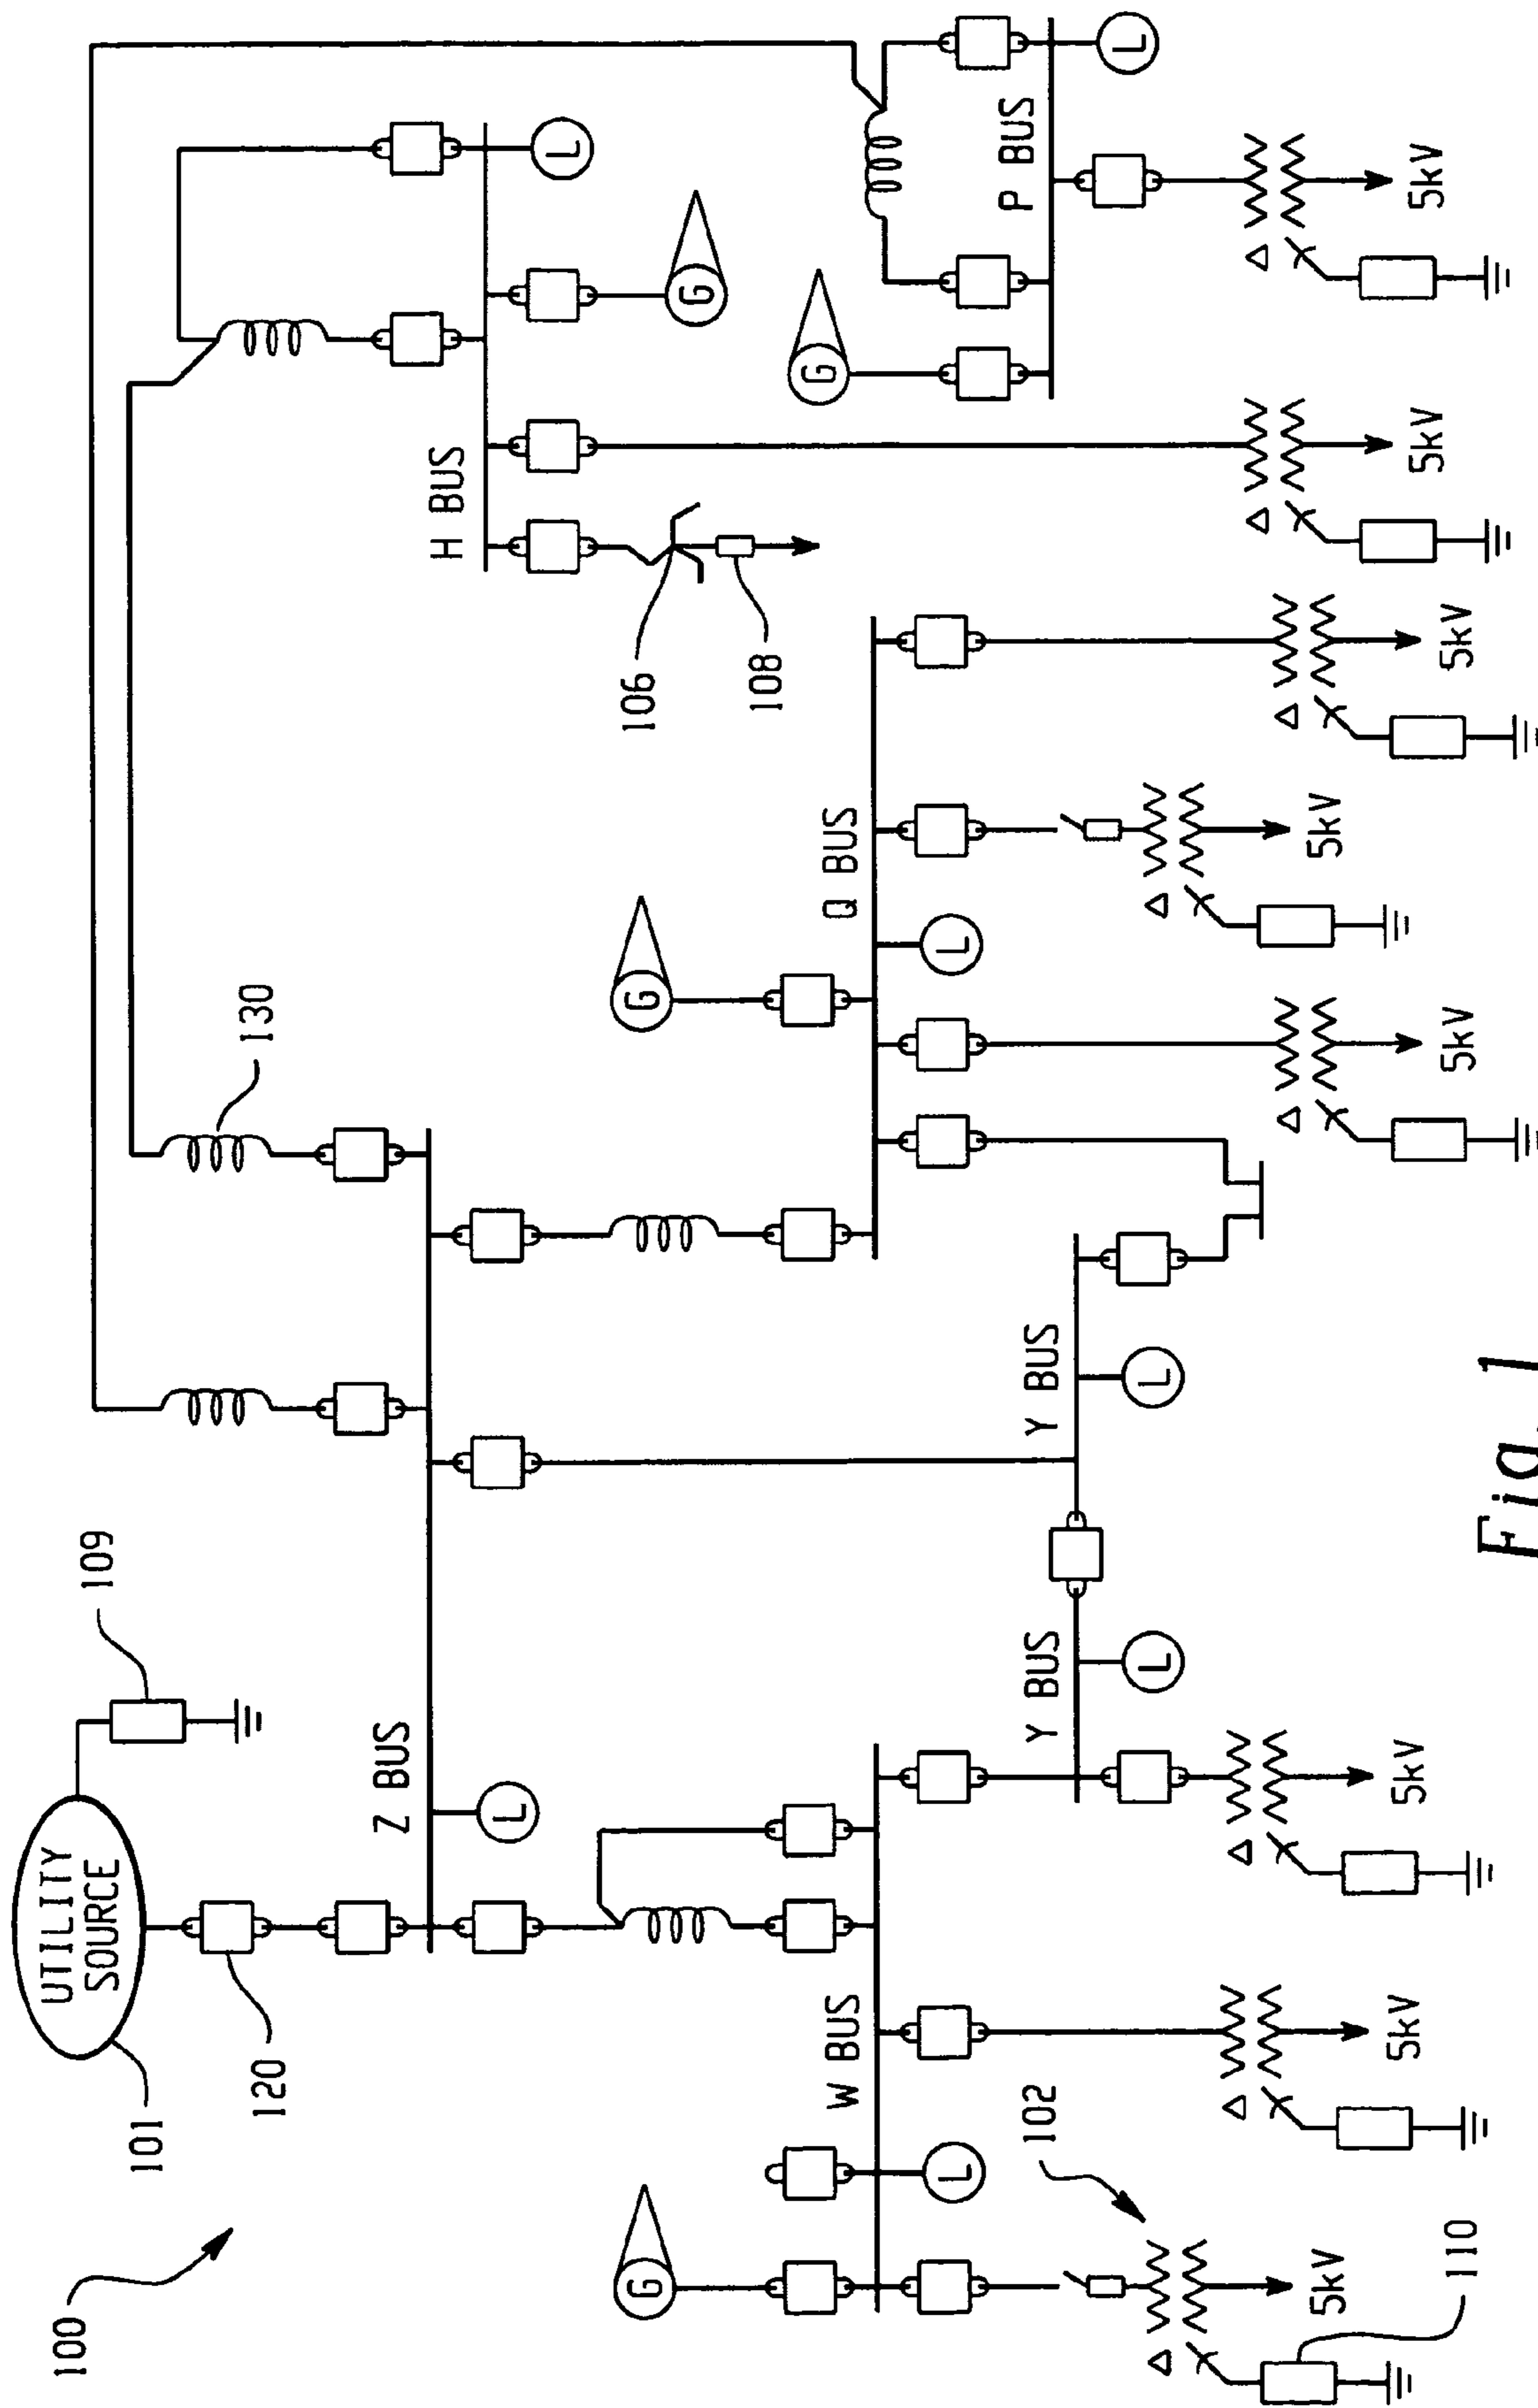 100
UTILITY
SOURCE
101
120
109
130
Z BUS
L
H BUS
L
G
106
108
G
P BUS
L
G
Q BUS
L
G
W BUS
L
Y BUS
L
Y BUS
L
102
110
5kV
5kV
5kV
5kV
5kV
5kV
5kV
5kV
Fig. 1